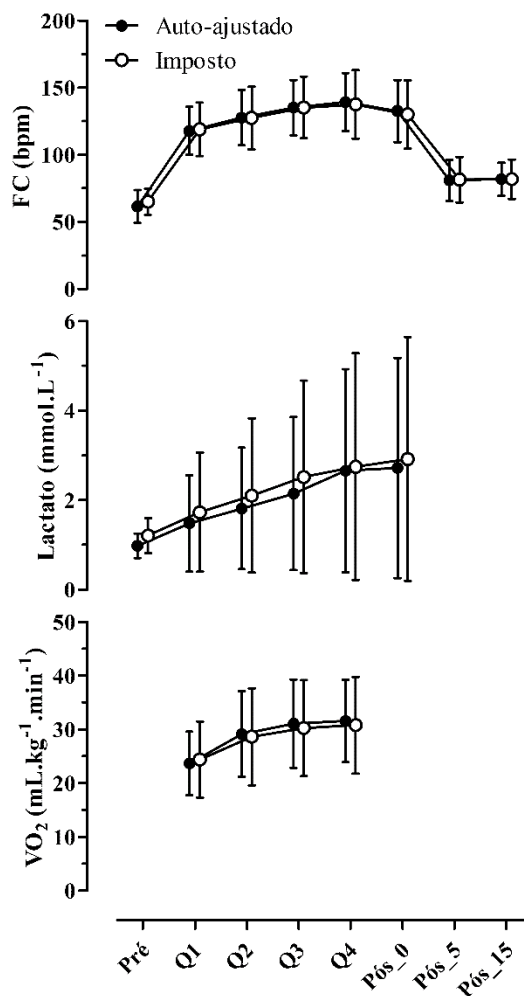 Auto-ajustado
Imposto
FC (bpm)
200
150
100
50
0
Lactato (mmol.L⁻¹)
6
4
2
0
VO₂ (mL.kg⁻¹.min⁻¹)
50
40
30
20
10
0
Pré
Q1
Q2
Q3
Q4
Pós_0
Pós_5
Pós_15